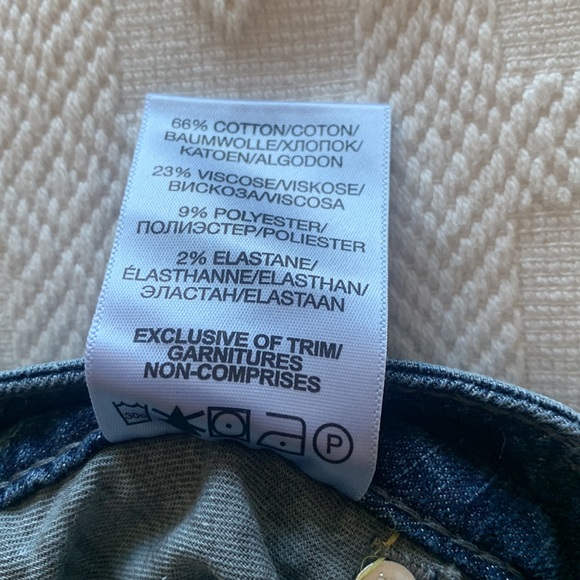 66% COTTON/COTON/
BAUMWOLLE/ХЛОПОК/
KATOEN/ALGODON
23% VISCOSE/VISKOSE/
ВИСКОЗА/VISCOSA
9% POLYESTER/
ПОЛИЭСТЕР/POLIESTER
2% ELASTANE/
ÉLASTHANNE/ELASTHAN/
ЭЛАСТАН/ELASTAAN
EXCLUSIVE OF TRIM/
GARNITURES
NON-COMPRISES
30 P